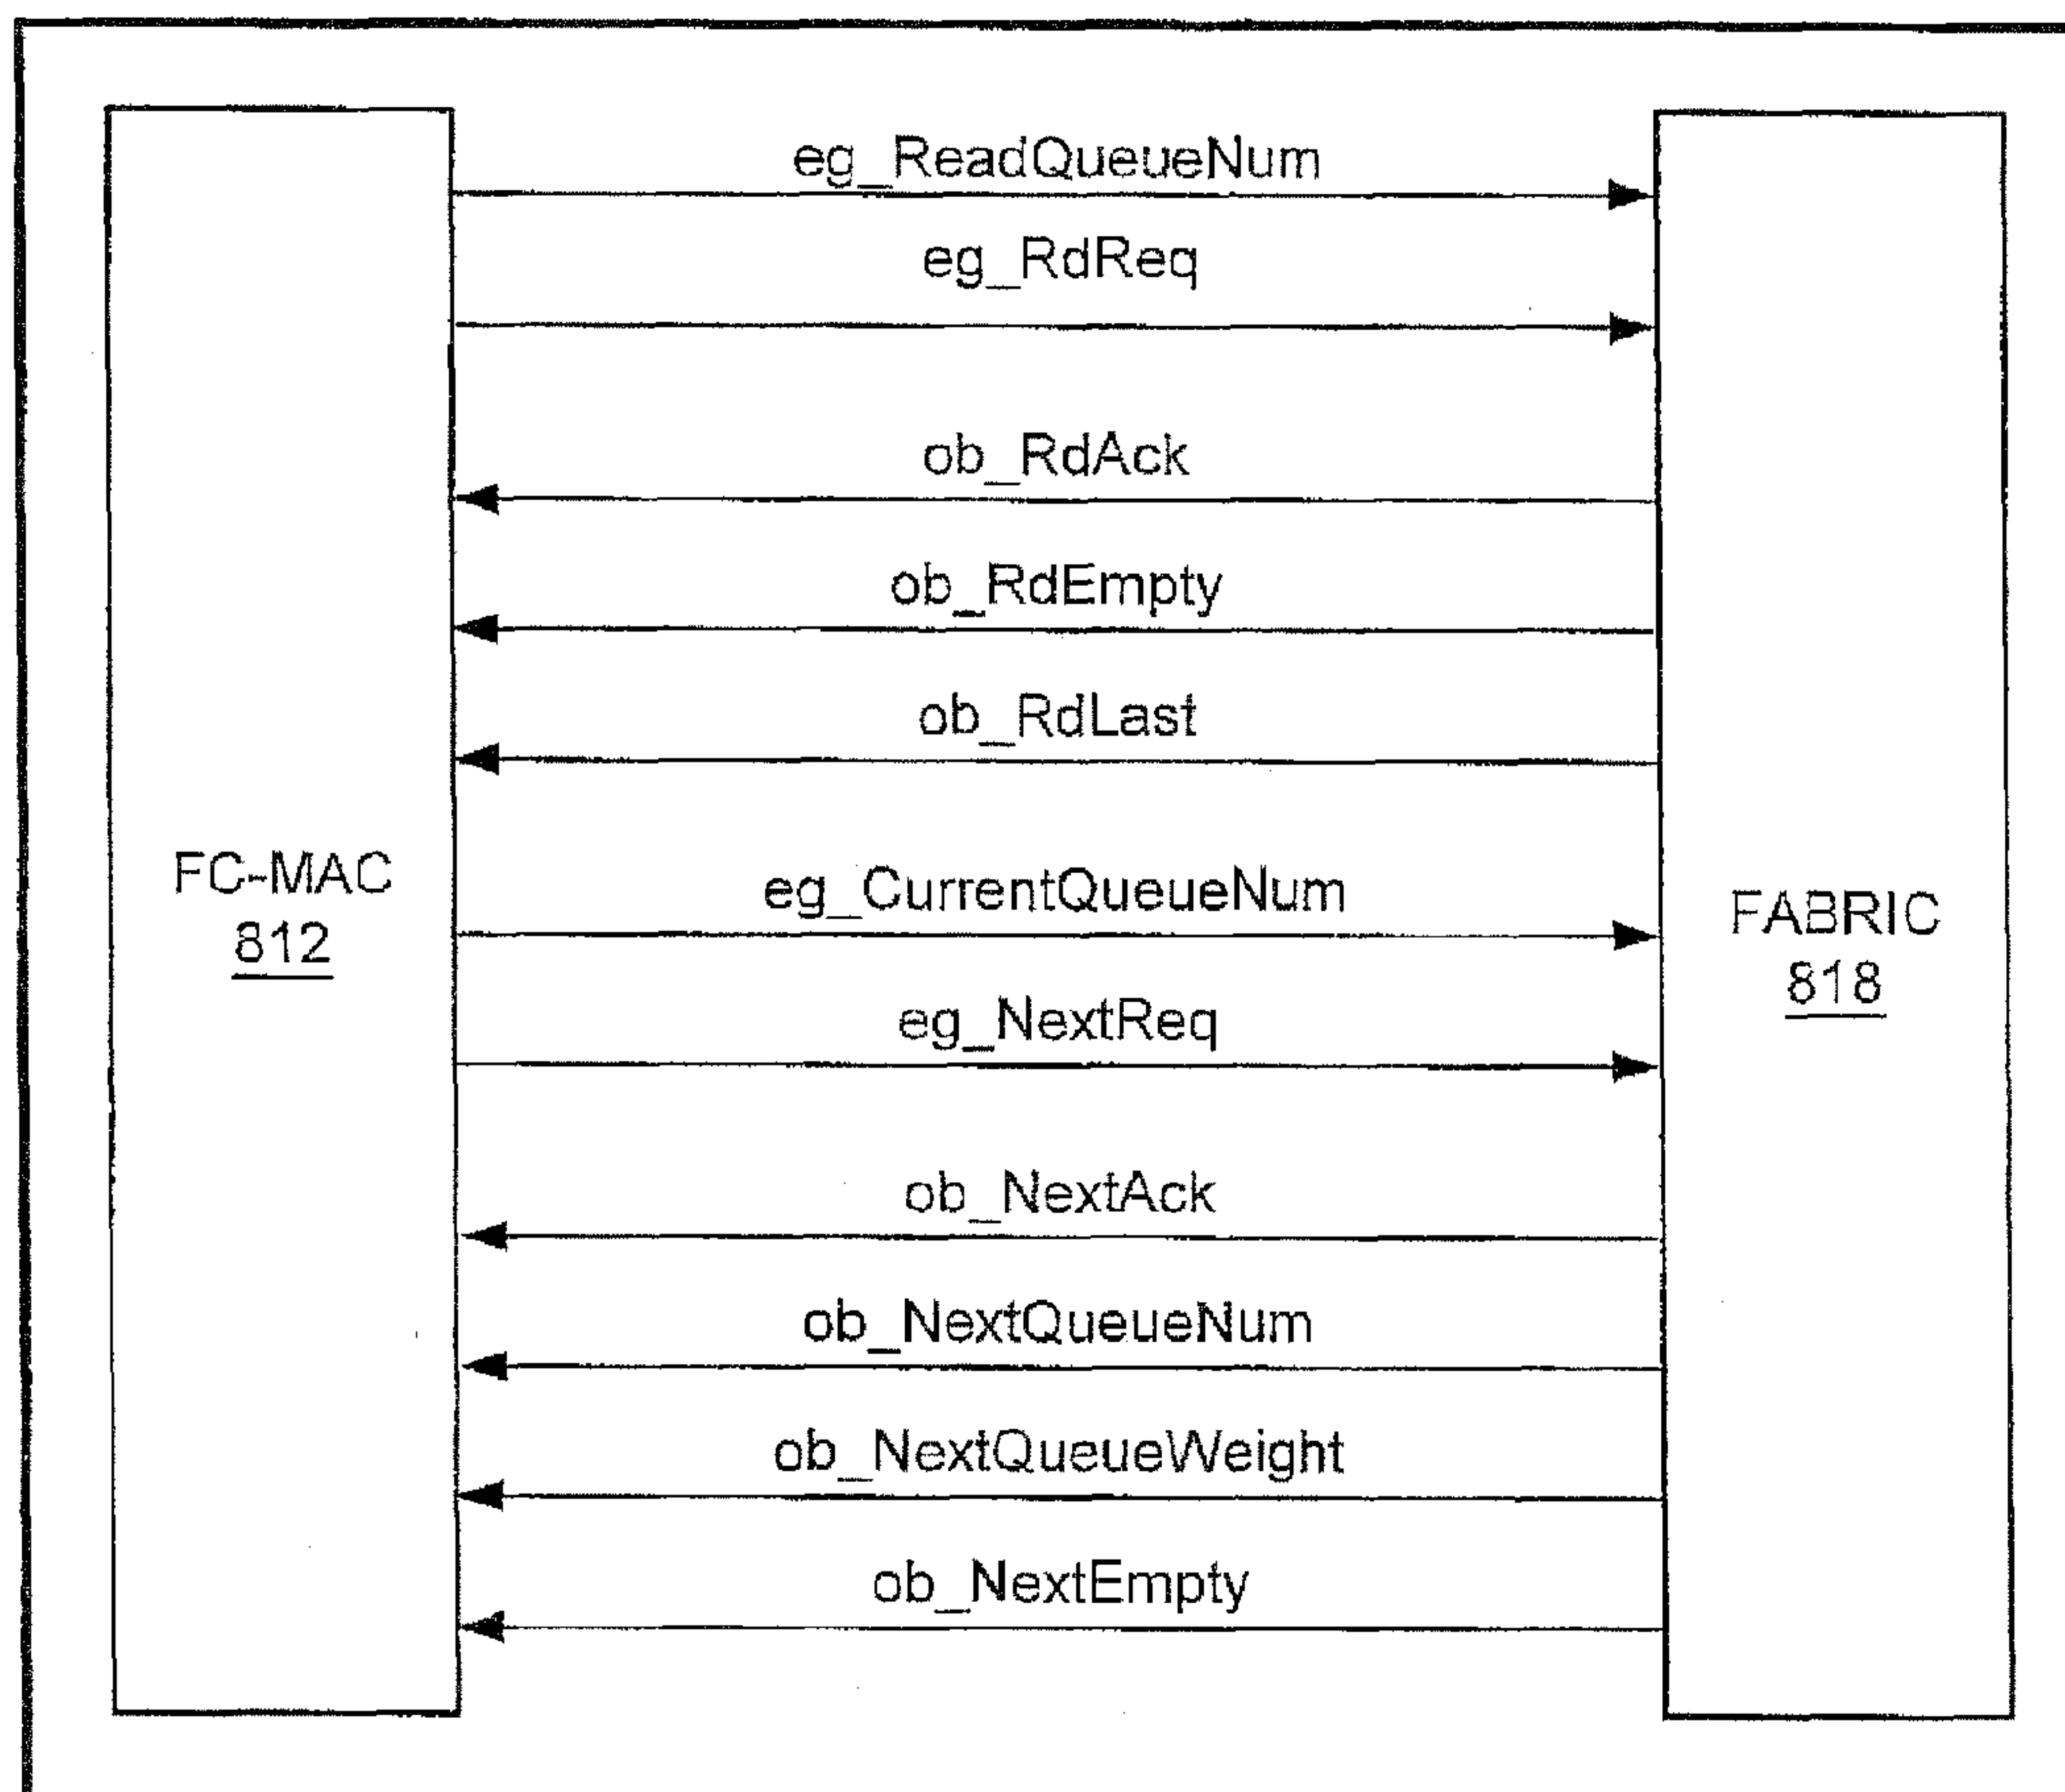 eg_ReadQueueNum
eg_RdReq
ob_RdAck
ob_RdEmpty
ob_RdLast
FC-MAC
812
eg_CurrentQueueNum
FABRIC
818
eg_NextReq
ob_NextAck
ob_NextQueueNum
ob_NextQueueWeight
ob_NextEmpty